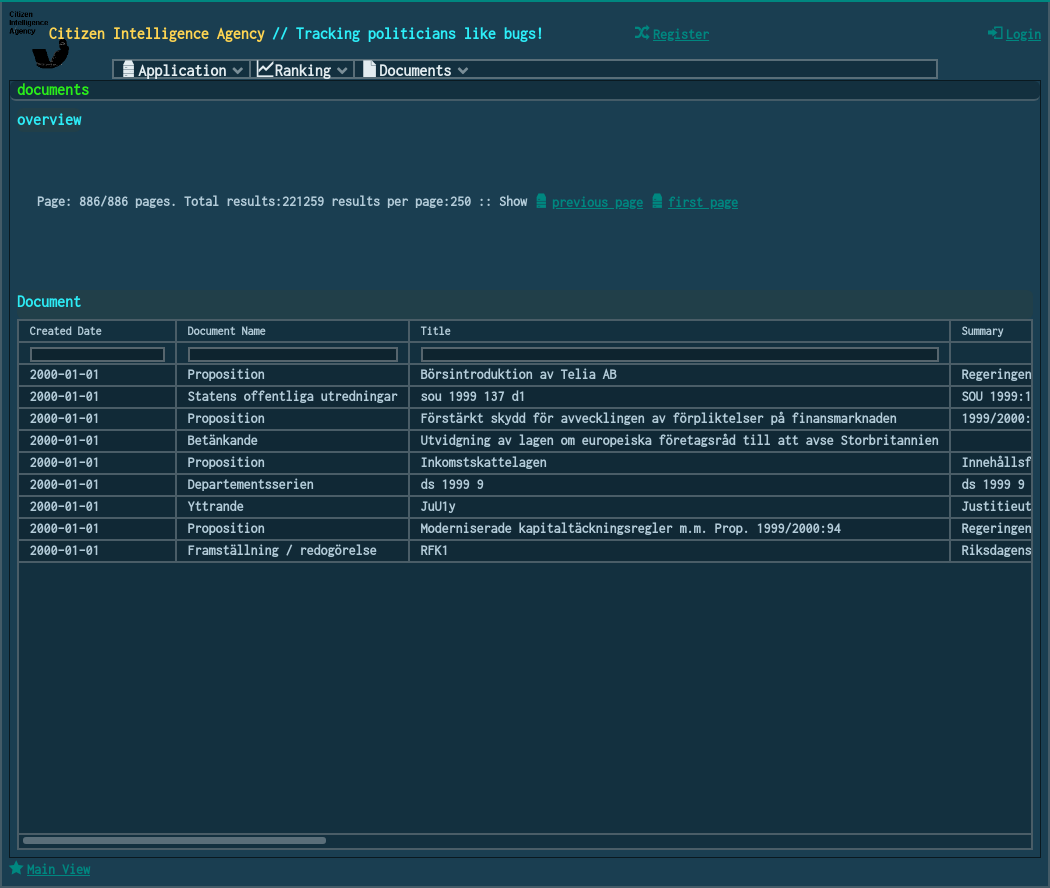 Citizen
Intelligence
Agency
Citizen Intelligence Agency // Tracking politicians like bugs!
Register
Login
Application
Ranking
Documents
documents
overview
Page: 886/886 pages. Total results:221259 results per page:250 :: Show previous page first page
Document
Created Date Document Name Title Summary
2000-01-01 Proposition Börsintroduktion av Telia AB Regeringen
2000-01-01 Statens offentliga utredningar sou 1999 137 d1 SOU 1999:1
2000-01-01 Proposition Förstärkt skydd för avvecklingen av förpliktelser på finansmarknaden 1999/2000:
2000-01-01 Betänkande Utvidgning av lagen om europeiska företagsråd till att avse Storbritannien
2000-01-01 Proposition Inkomstskattelagen Innehållsf
2000-01-01 Departementsserien ds 1999 9 ds 1999 9
2000-01-01 Yttrande JuU1y Justitieut
2000-01-01 Proposition Moderniserade kapitaltäckningsregler m.m. Prop. 1999/2000:94 Regeringen
2000-01-01 Framställning / redogörelse RFK1 Riksdagens
Main View